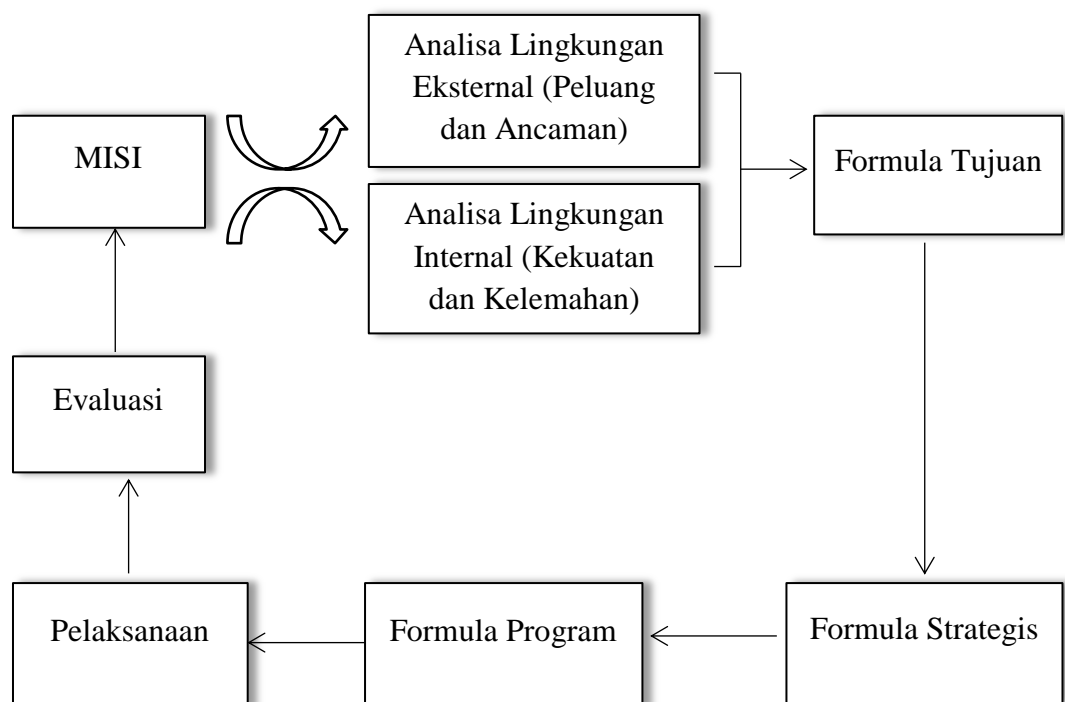 Analisa Lingkungan
Eksternal (Peluang
dan Ancaman)
MISI
Formula Tujuan
Analisa Lingkungan
Internal (Kekuatan
dan Kelemahan)
Evaluasi
Pelaksanaan
Formula Program
Formula Strategis